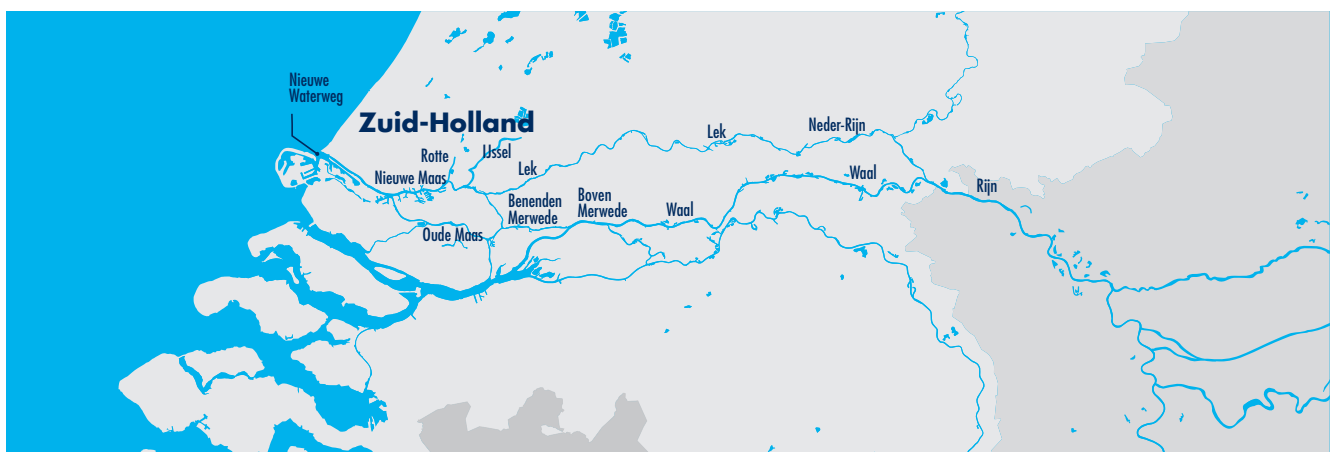 Nieuwe
Waterweg
Zuid-Holland
Rotte
IJssel
Lek
Neder-Rijn
Nieuwe Maas
Lek
Waal
Rijn
Benenden
Merwede
Boven
Merwede
Waal
Oude Maas